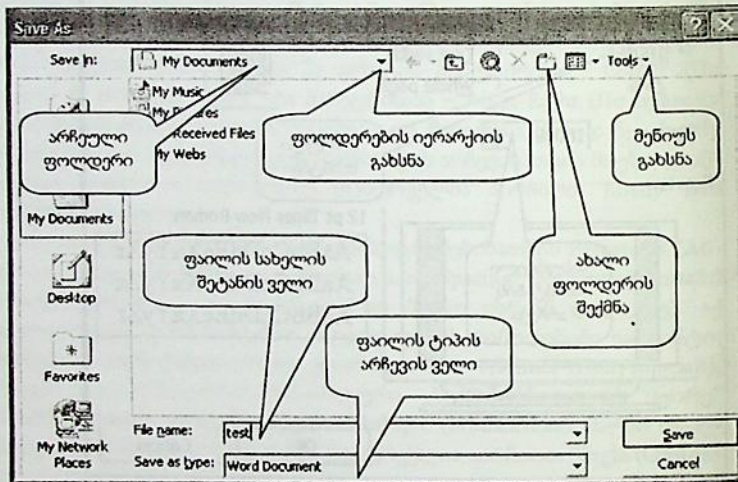 Save As
Save in:
My Documents
Tools
My Music
My
Received Files
Webs
არჩეული
ფოლდერი
ფოლდერების იერარქიის
გახსნა
მენიუს
გახსნა
My Documents
Desktop
Favorites
My Network
Places
ფაილის სახელის
შეტანის ველი
ახალი
ფოლდერის
შექმნა
ფაილის ტიპის
არჩევის ველი
File name:
test
Save
Save as type:
Word Document
Cancel